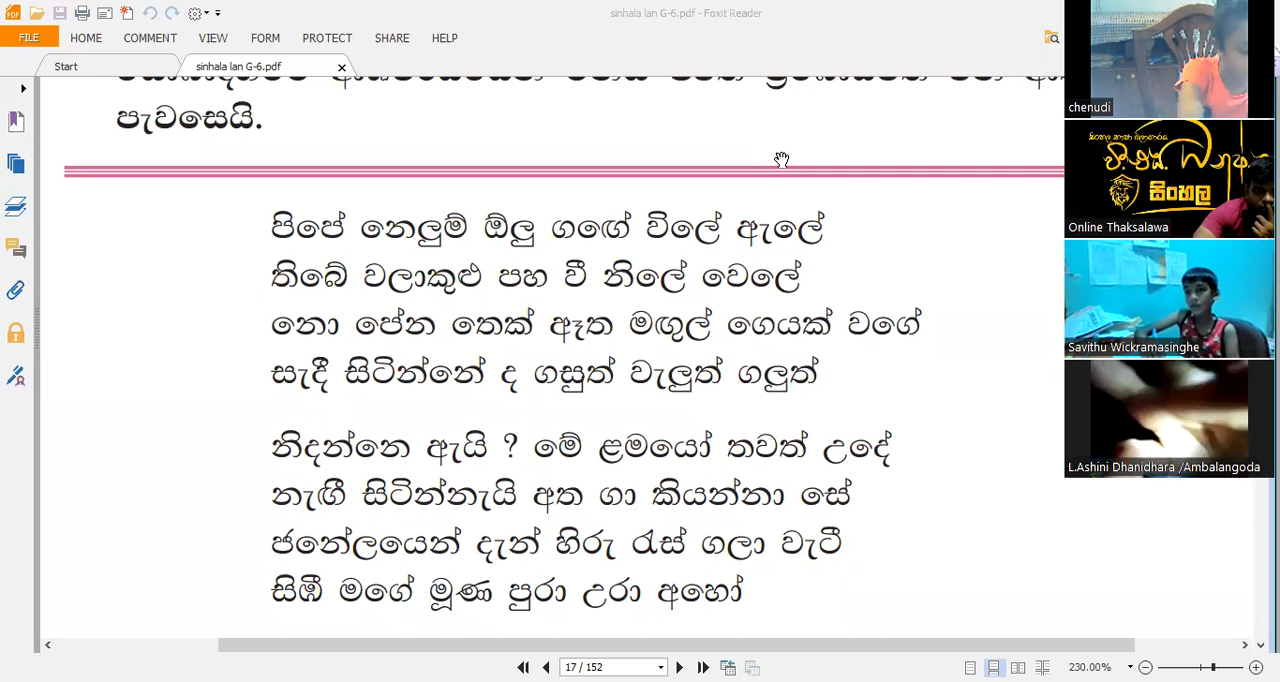 sinhala lan G-6.pdf - Foxit Reader
FILE HOME COMMENT VIEW FORM PROTECT SHARE HELP
Start sinhala lan G-6.pdf
පැවසෙයි.
පිපේ නෙලුම් ඕලු ගඟේ විලේ ඇලේ
තිබේ වලාකුළු පහ වී නිලේ වෙලේ
නො පේන තෙක් ඈත මඟුල් ගෙයක් වගේ
සැදී සිටින්නේ ද ගසුත් වැලුත් ගලුත්
නිදන්නෙ ඇයි ? මේ ළමයෝ තවත් උදේ
නැඟී සිටින්නැයි අත ගා කියන්නා සේ
ජනේලයෙන් දැන් හිරු රැස් ගලා වැටී
සිඹී මගේ මූණ පුරා උරා අහෝ
17 / 152
230.00%
chenudi
සිංහල
Online Thaksalawa
Savithu Wickramasinghe
L.Ashini Dhanidhara /Ambalangoda